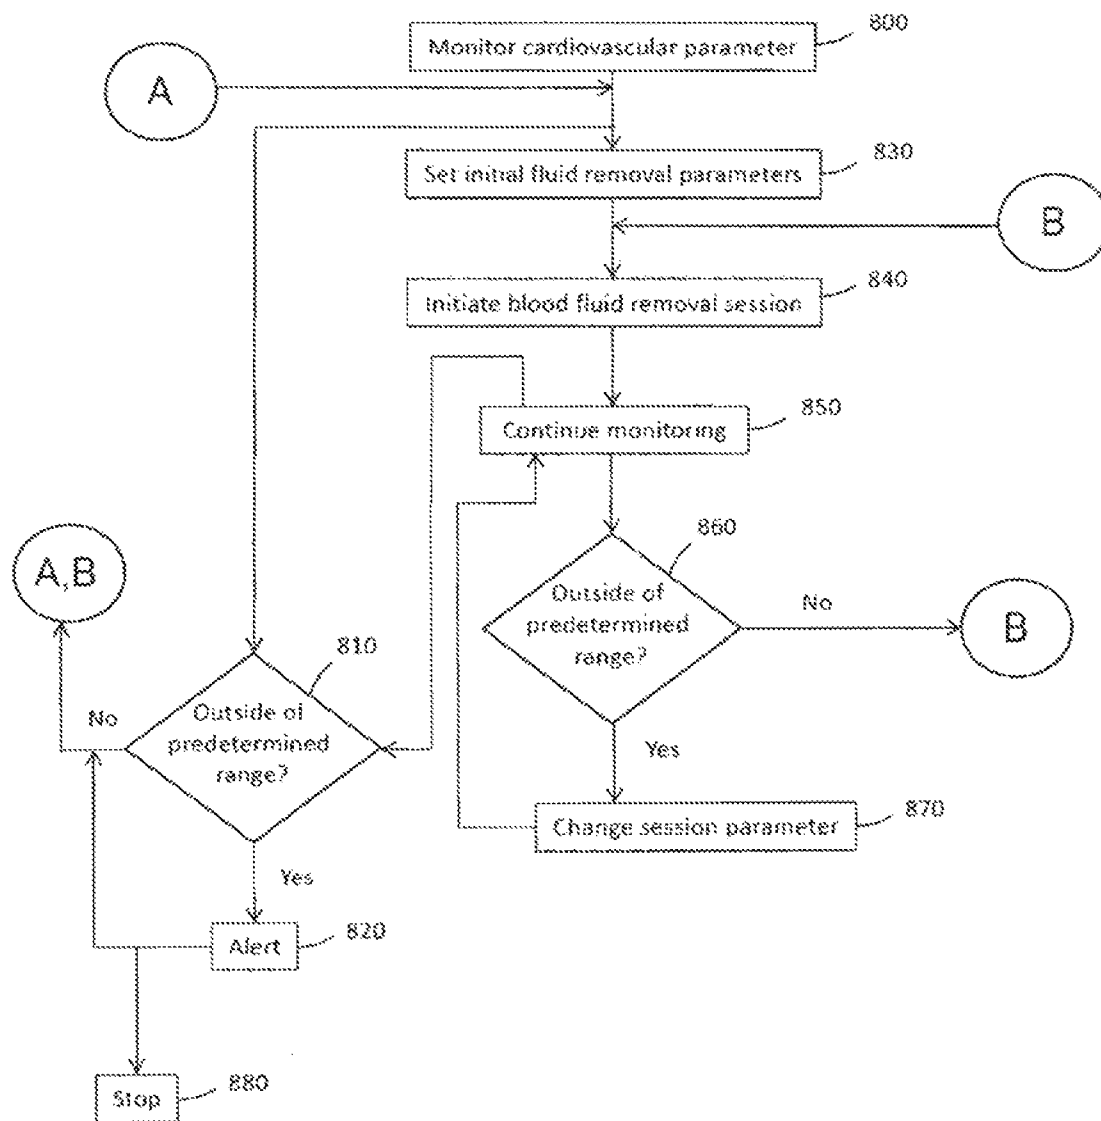 Monitor cardiovascular parameter
800
A
Set initial fluid removal parameters
830
B
Initiate blood fluid removal session
840
Continue monitoring
850
A,B
Outside of
predetermined
range?
860
No
B
Outside of
predetermined
range?
810
No
Yes
Change session parameter
870
Yes
Alert
820
Stop
880